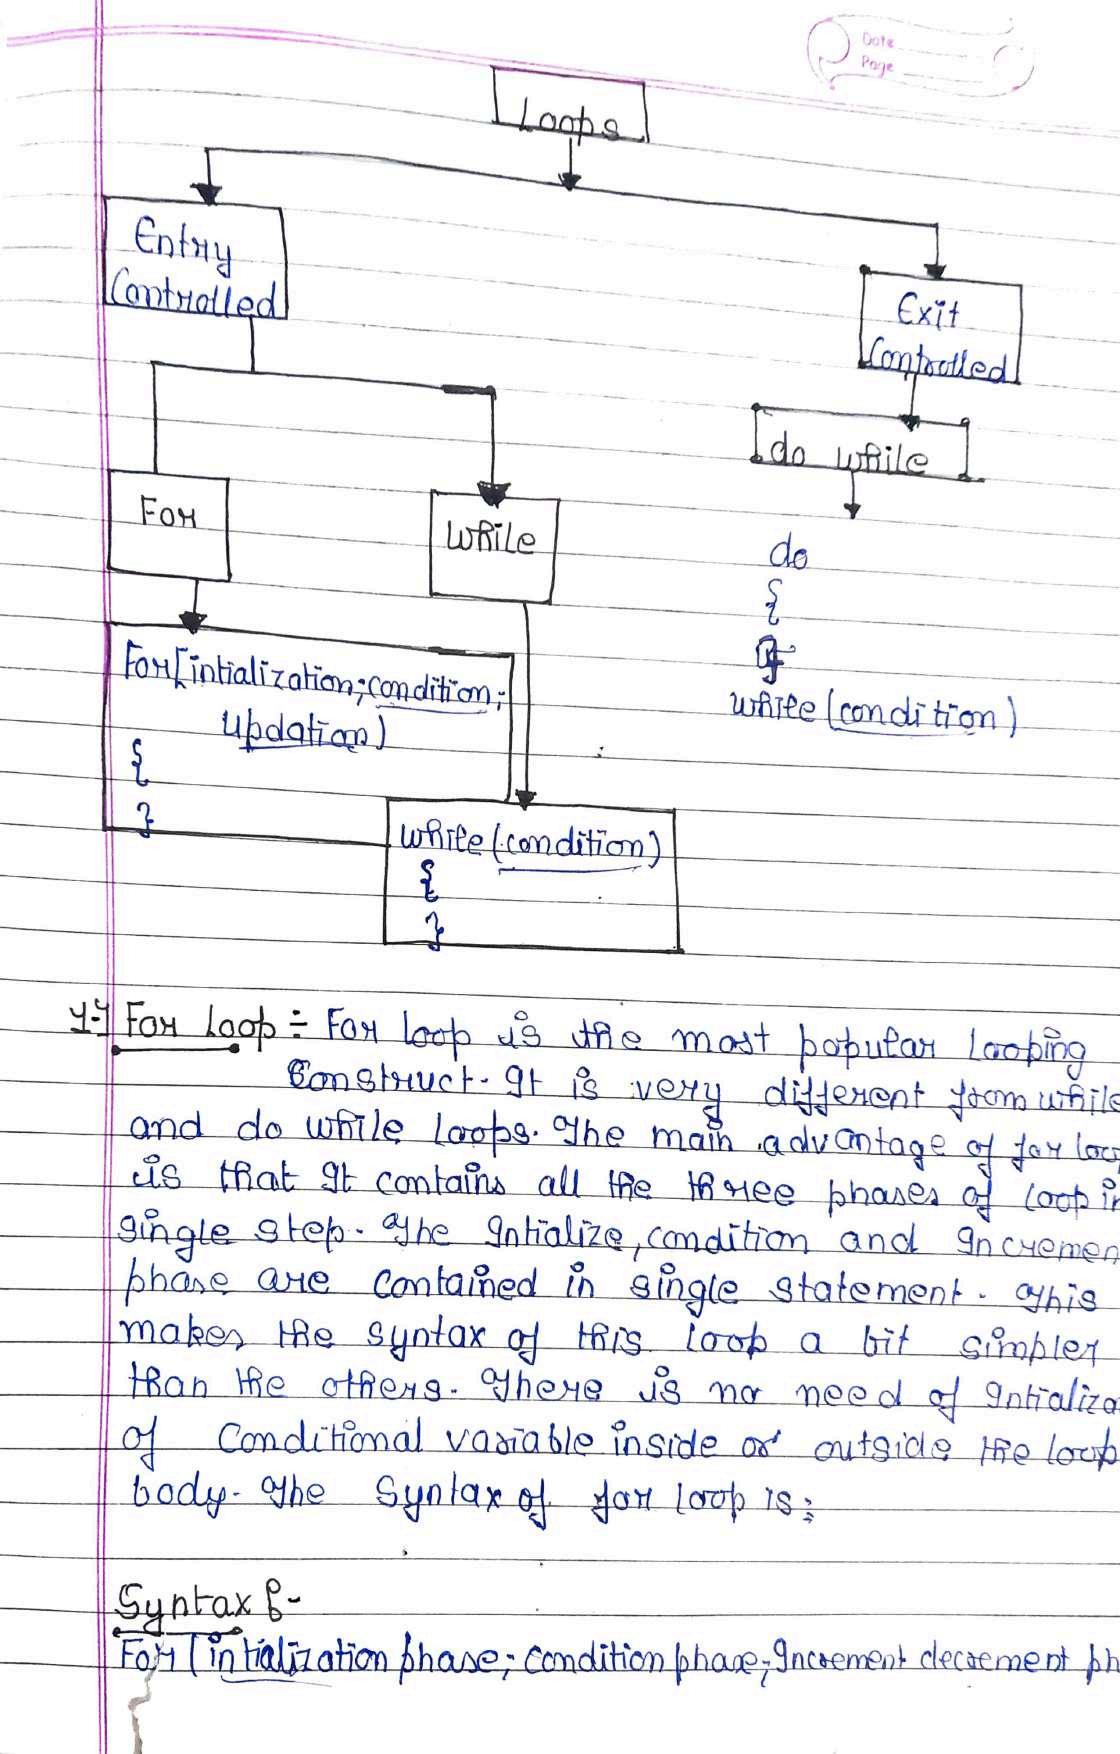 Date
Page
Loops
Entry
Controlled
Exit
Controlled
do while
For
While
do
{
}
while (condition)
For(intialization; condition;
updation)
{
}
while (condition)
{
}
1:- For Loop :- For loop is the most popular Looping
Construct. It is very different from while
and do while loops. The main advantage of for loop
is that It contains all the three phases of loop in
single step. The Intialize, condition and Incremen
phase are contained in single statement. This
makes the syntax of this loop a bit simpler
than the others. There is no need of Intializa
of Conditional variable inside or outside the loop
body. The Syntax of for loop is:
Syntax :-
For ( intialization phase; condition phase; Increment decrement ph